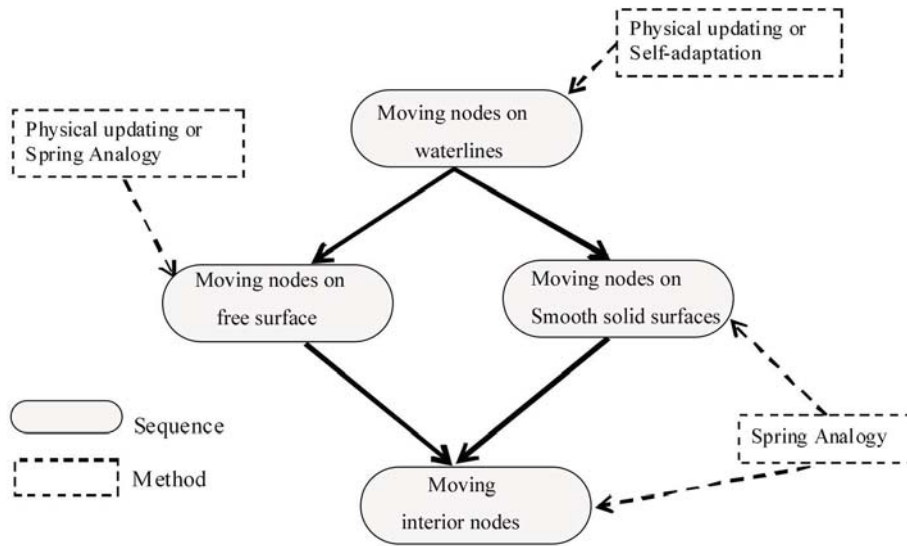 Physical updating or
Self-adaptation
Moving nodes on
waterlines
Physical updating or
Spring Analogy
Moving nodes on
free surface
Moving nodes on
Smooth solid surfaces
Sequence
Method
Spring Analogy
Moving
interior nodes